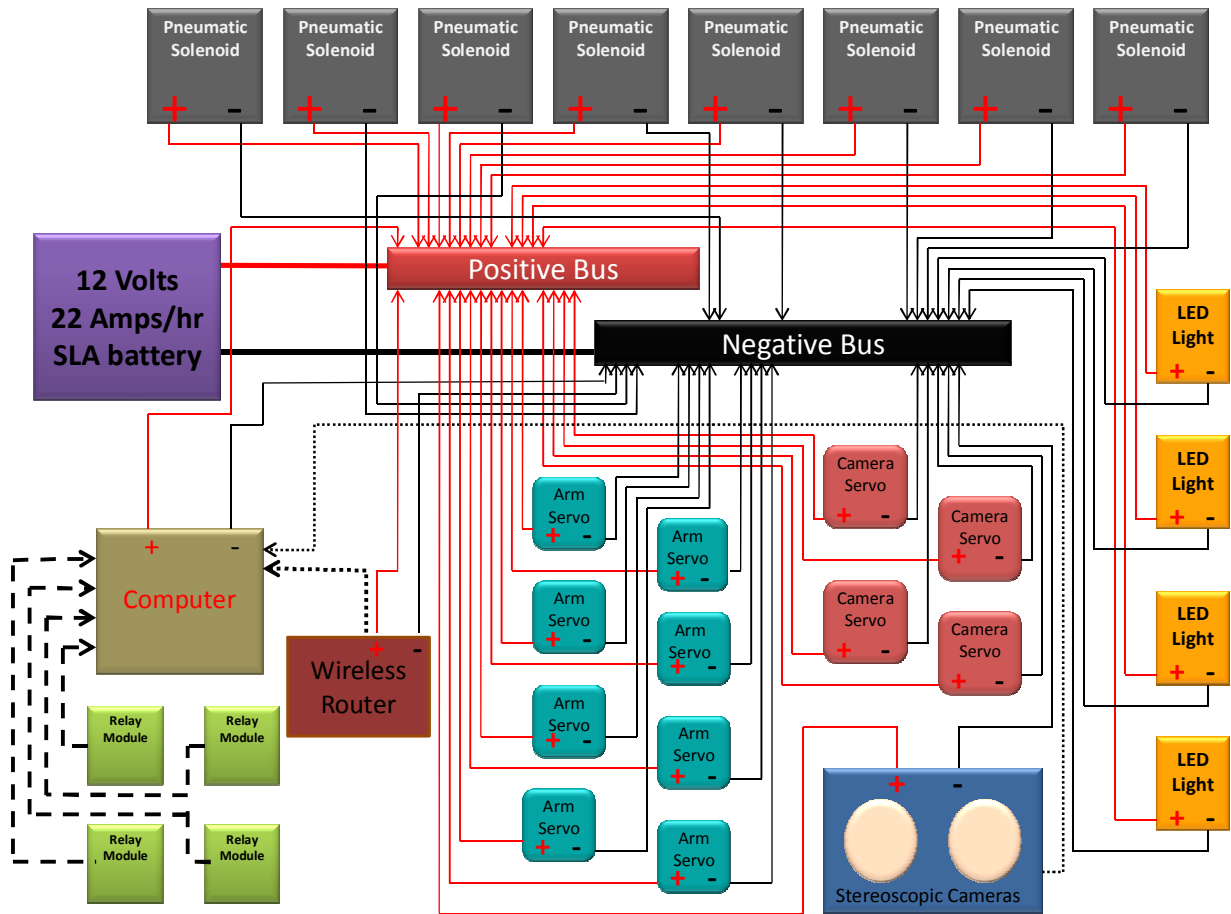 Pneumatic
Solenoid
+ -
Pneumatic
Solenoid
+ -
Pneumatic
Solenoid
+ -
Pneumatic
Solenoid
+ -
Pneumatic
Solenoid
+ -
Pneumatic
Solenoid
+ -
Pneumatic
Solenoid
+ -
Pneumatic
Solenoid
+ -
12 Volts
22 Amps/hr
SLA battery
Positive Bus
Negative Bus
LED
Light
+ -
LED
Light
+ -
LED
Light
+ -
LED
Light
+ -
Camera
Servo
+ -
Camera
Servo
+ -
Camera
Servo
+ -
Camera
Servo
+ -
Arm
Servo
+ -
Arm
Servo
+ -
Arm
Servo
+ -
Arm
Servo
+ -
Arm
Servo
+ -
Arm
Servo
+ -
Arm
Servo
+ -
Arm
Servo
+ -
+ -
Computer
+ -
Wireless
Router
Relay
Module
Relay
Module
Relay
Module
Relay
Module
+ -
Stereoscopic Cameras